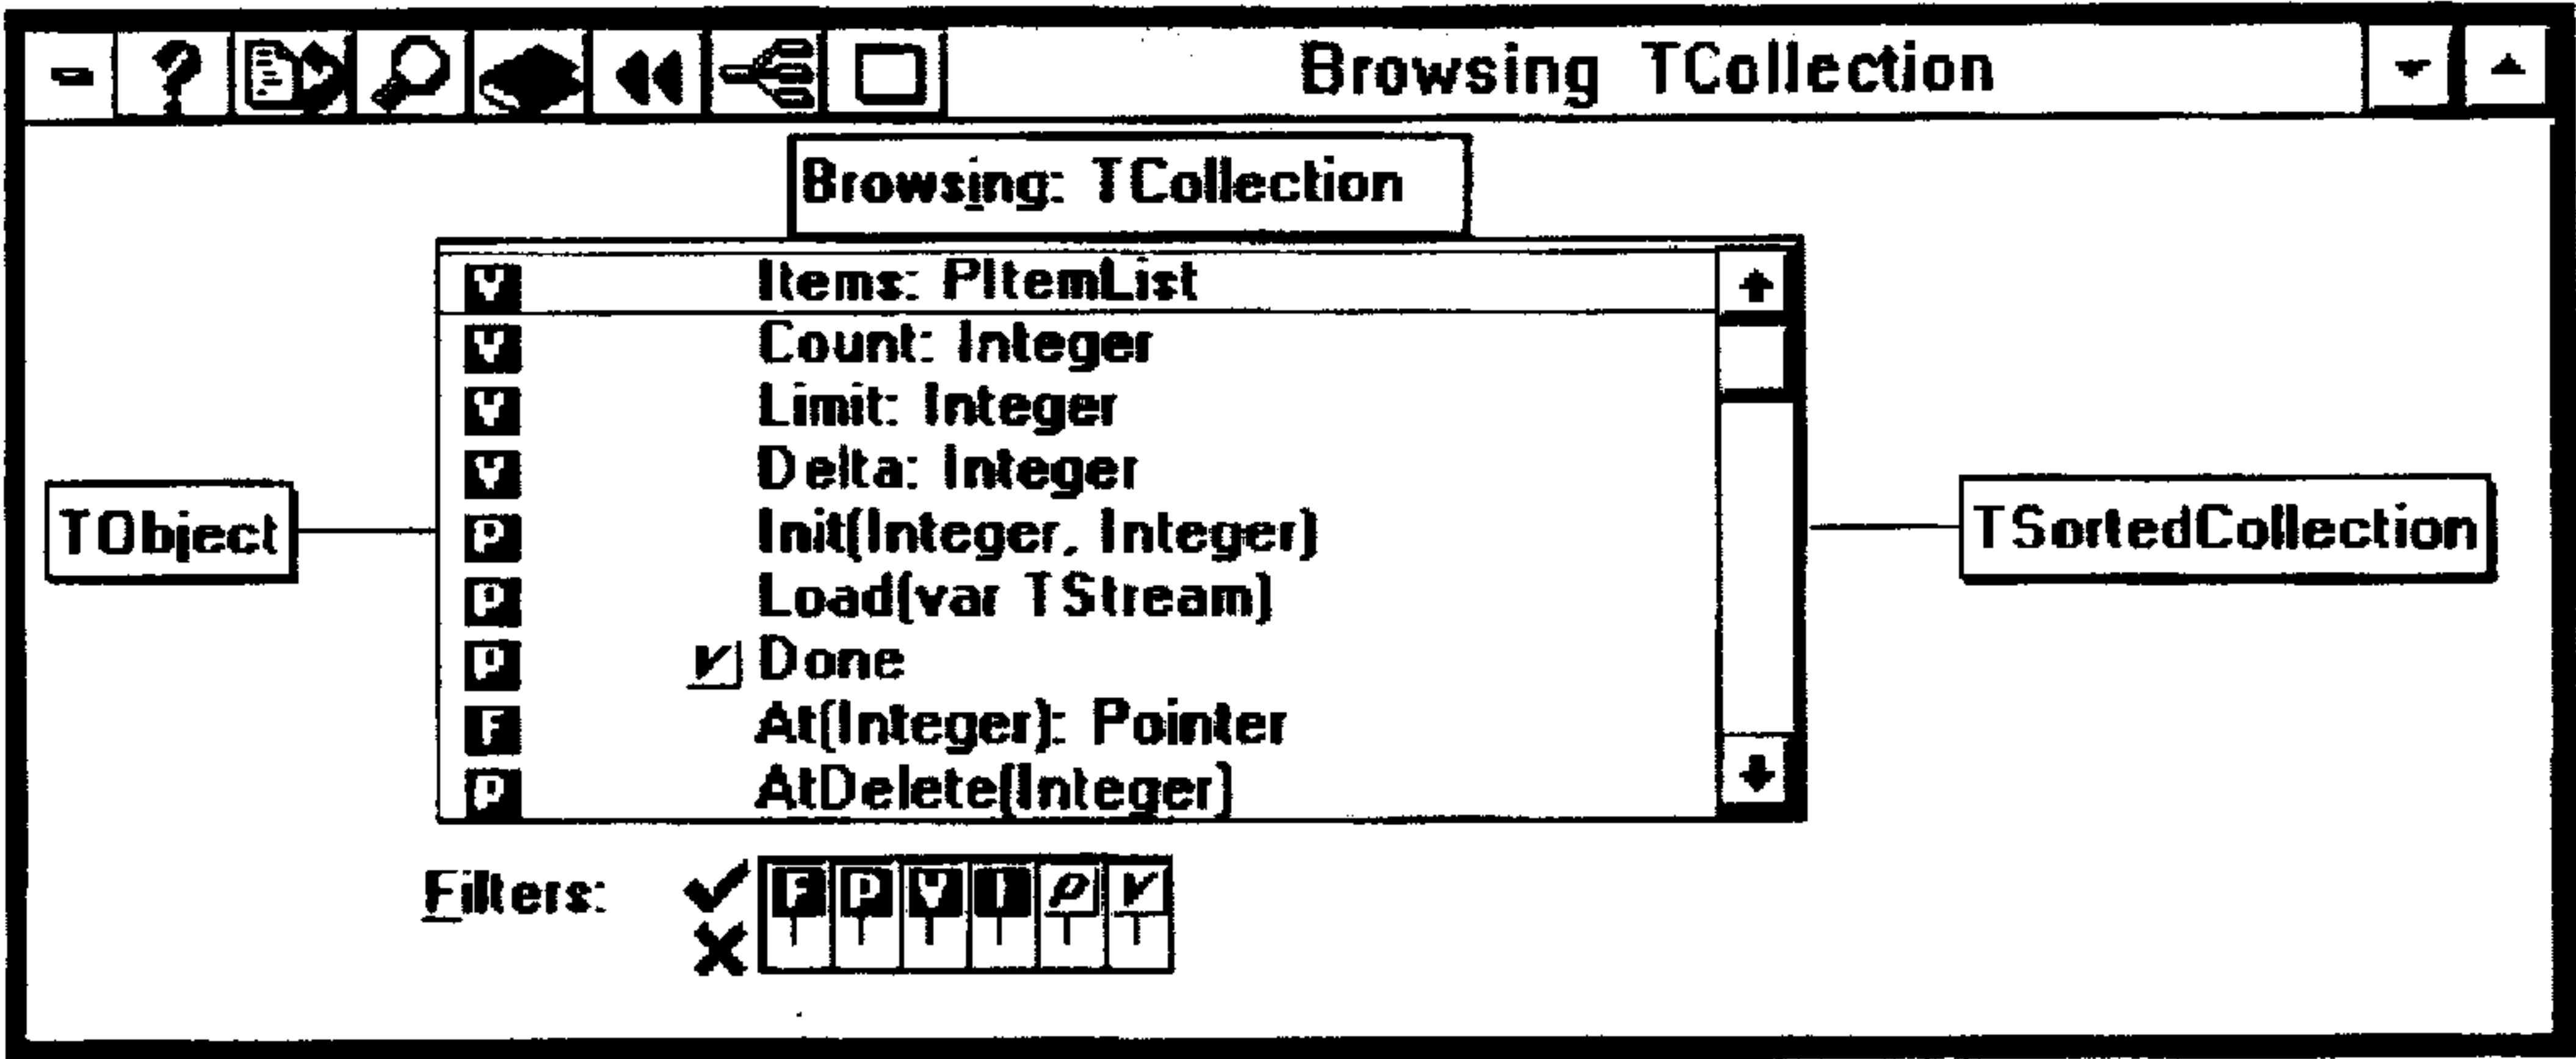 Browsing TCollection
Browsing: TCollection
V Items: PItemList
V Count: Integer
V Limit: Integer
V Delta: Integer
TObject
P Init(Integer, Integer)
TSortedCollection
P Load(var TStream)
P V Done
F At(Integer): Pointer
P AtDelete(Integer)
Filters: F P V I P V